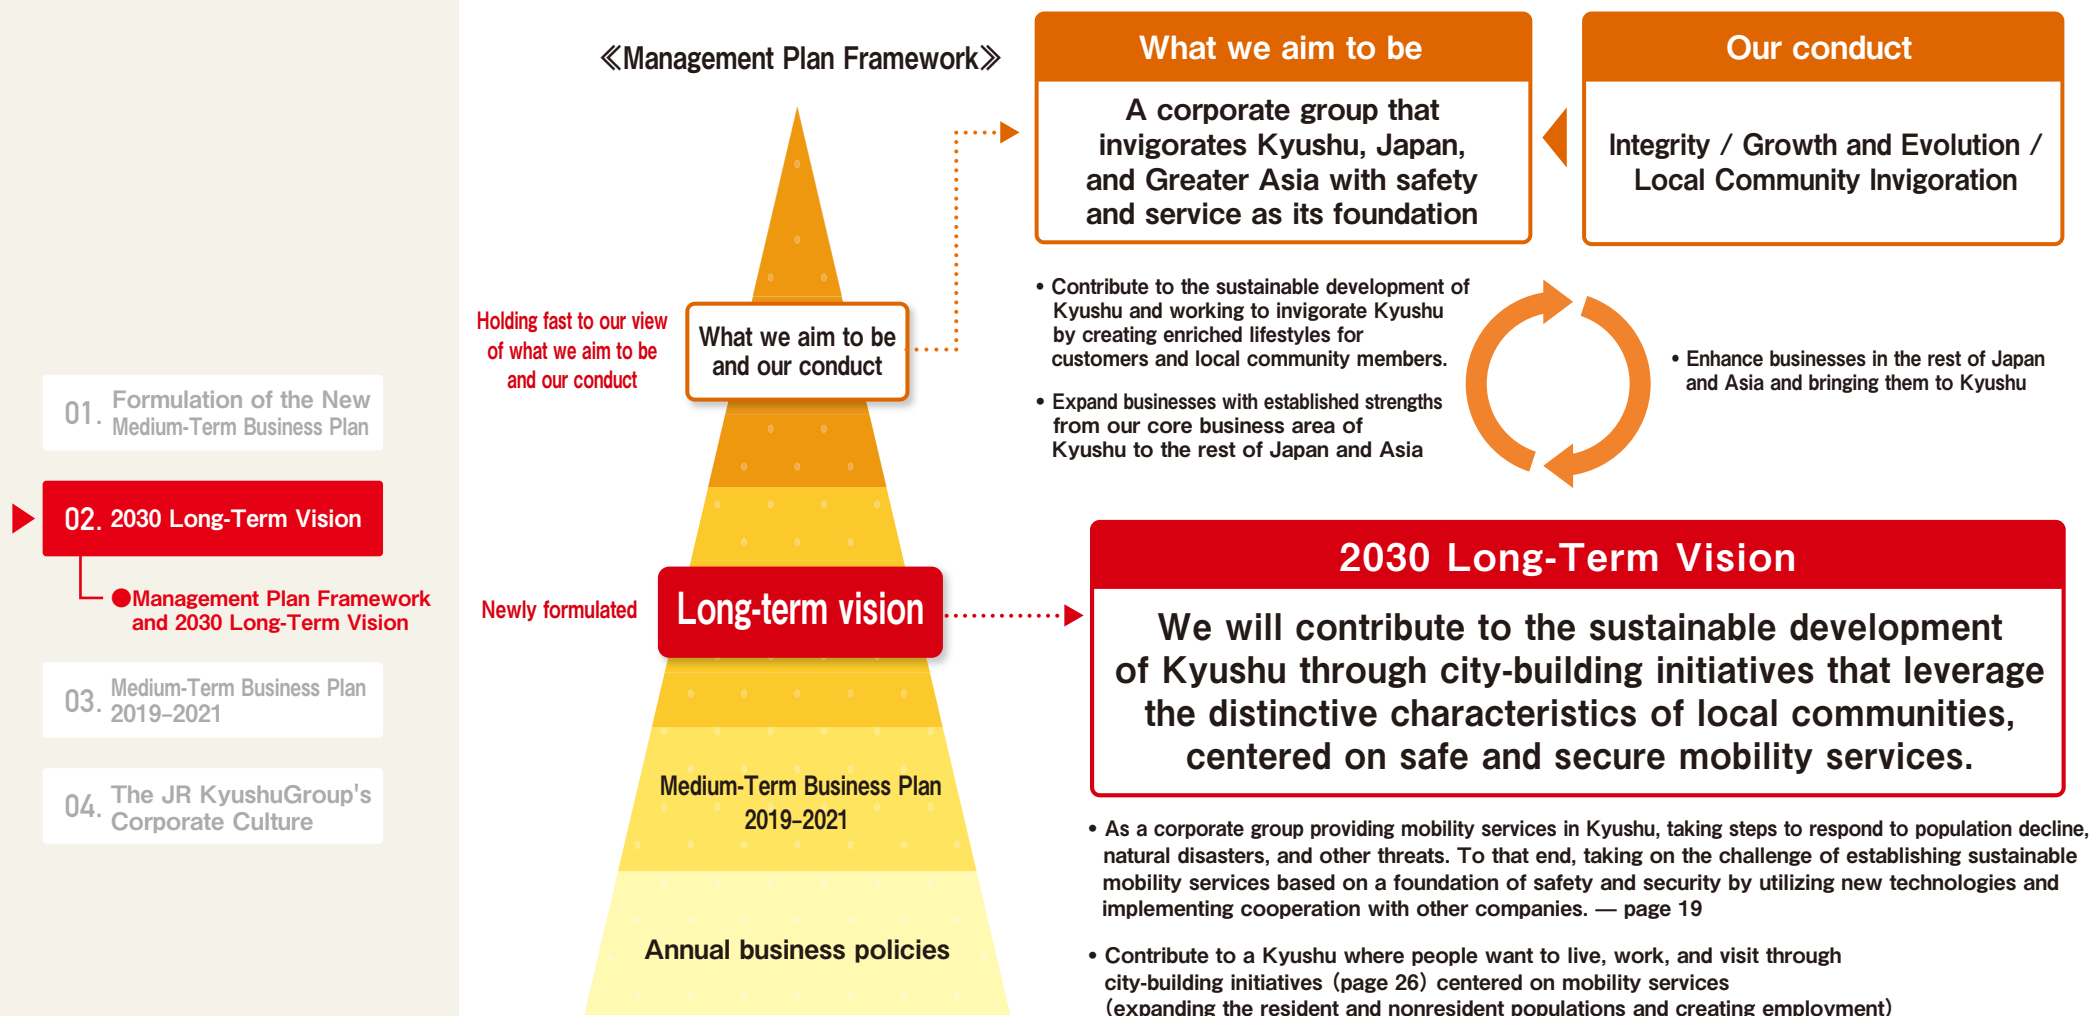 01. Formulation of the New
Medium-Term Business Plan
02. 2030 Long-Term Vision
●Management Plan Framework
and 2030 Long-Term Vision
03. Medium-Term Business Plan
2019–2021
04. The JR KyushuGroup's
Corporate Culture
≪Management Plan Framework≫
Holding fast to our view
of what we aim to be
and our conduct
What we aim to be
and our conduct
Newly formulated
Long-term vision
Medium-Term Business Plan
2019–2021
Annual business policies
What we aim to be
A corporate group that
invigorates Kyushu, Japan,
and Greater Asia with safety
and service as its foundation
Our conduct
Integrity / Growth and Evolution /
Local Community Invigoration
• Contribute to the sustainable development of
Kyushu and working to invigorate Kyushu
by creating enriched lifestyles for
customers and local community members.
• Expand businesses with established strengths
from our core business area of
Kyushu to the rest of Japan and Asia
• Enhance businesses in the rest of Japan
and Asia and bringing them to Kyushu
2030 Long-Term Vision
We will contribute to the sustainable development
of Kyushu through city-building initiatives that leverage
the distinctive characteristics of local communities,
centered on safe and secure mobility services.
• As a corporate group providing mobility services in Kyushu, taking steps to respond to population decline,
natural disasters, and other threats. To that end, taking on the challenge of establishing sustainable
mobility services based on a foundation of safety and security by utilizing new technologies and
implementing cooperation with other companies. — page 19
• Contribute to a Kyushu where people want to live, work, and visit through
city-building initiatives (page 26) centered on mobility services
(expanding the resident and nonresident populations and creating employment)